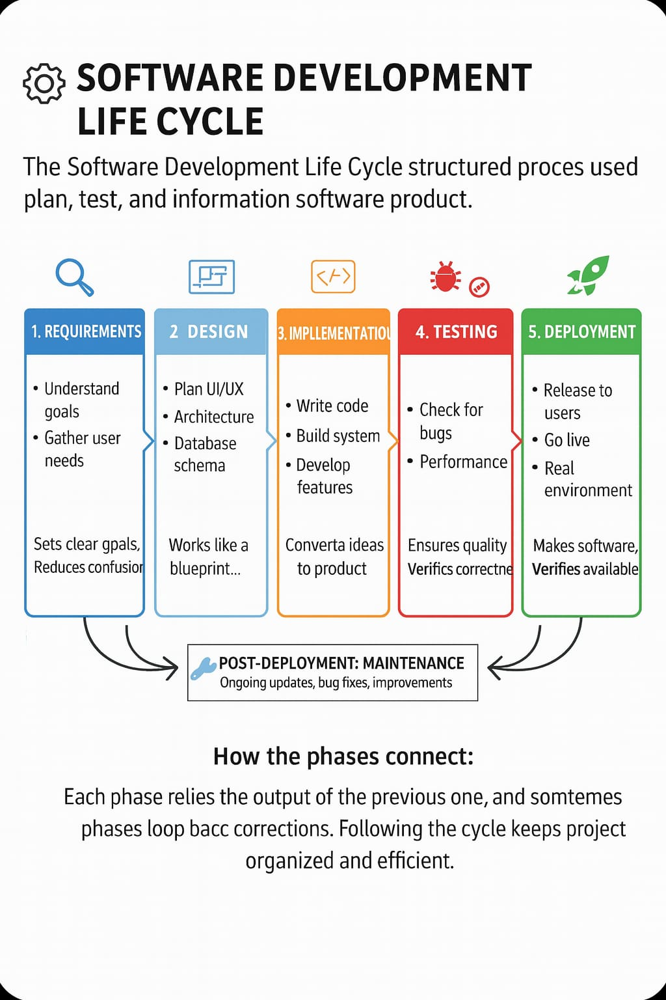 SOFTWARE DEVELOPMENT
LIFE CYCLE
The Software Development Life Cycle structured proces used
plan, test, and information software product.
1. REQUIREMENTS
• Understand
goals
• Gather user
needs
Sets clear gpals,
Reduces confusior
2 DESIGN
• Plan UI/UX
• Architecture
• Database
schema
Works like a
blueprint...
3. IMPLLEMENTATIOU
• Write code
• Build system
• Develop
features
Converta ideas
to product
4. TESTING
• Check for
bugs
• Performance
Ensures quality
Verifics correctne
5. DEPLOYMENT
• Release to
users
• Go live
• Real
environment
Makes software,
Verifies available
POST-DEPLOYMENT: MAINTENANCE
Ongoing updates, bug fixes, improvements
How the phases connect:
Each phase relies the output of the previous one, and somtemes
phases loop bacc corrections. Following the cycle keeps project
organized and efficient.